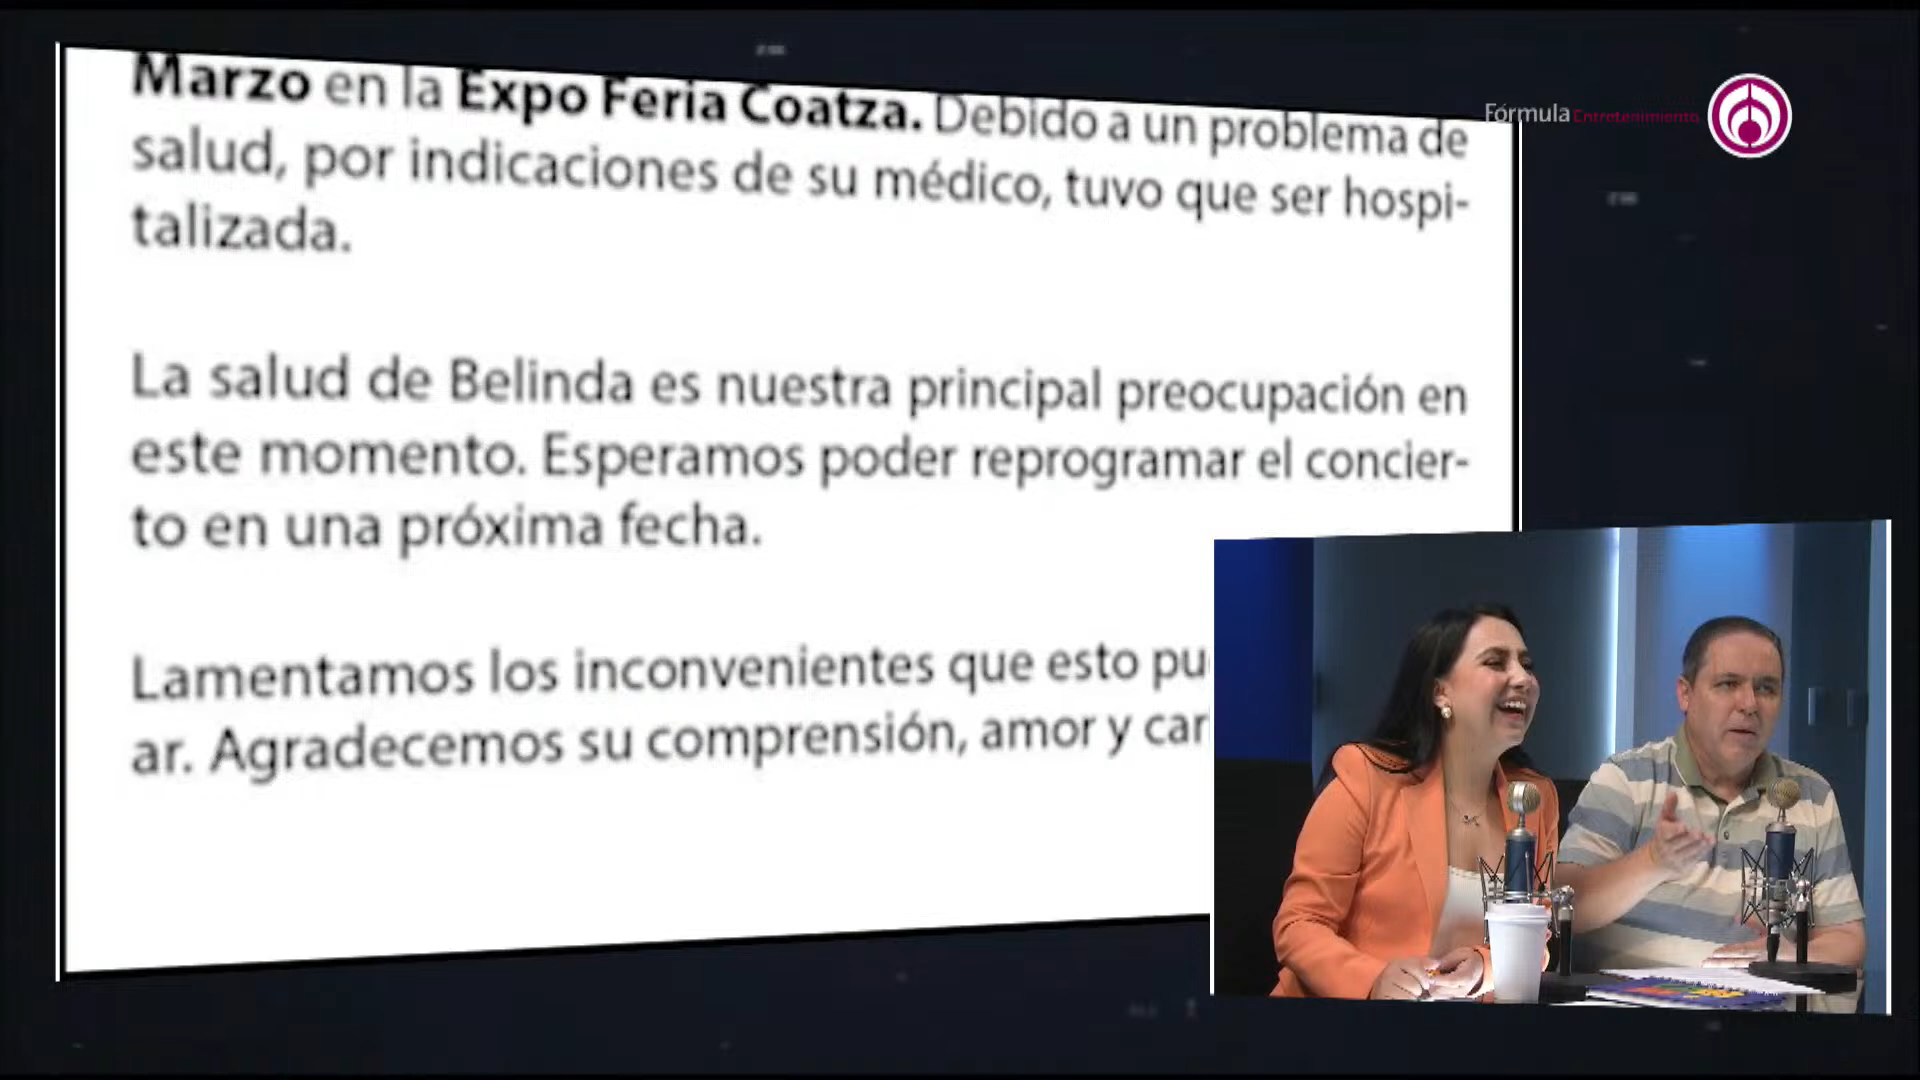 Marzo en la Expo Feria Coatza. Debido a un problema de
salud, por indicaciones de su médico, tuvo que ser hospi-
talizada.
La salud de Belinda es nuestra principal preocupación en
este momento. Esperamos poder reprogramar el concier-
to en una próxima fecha.
Lamentamos los inconvenientes que esto pu
ar. Agradecemos su comprensión, amor y car
Fórmula Entretenimiento